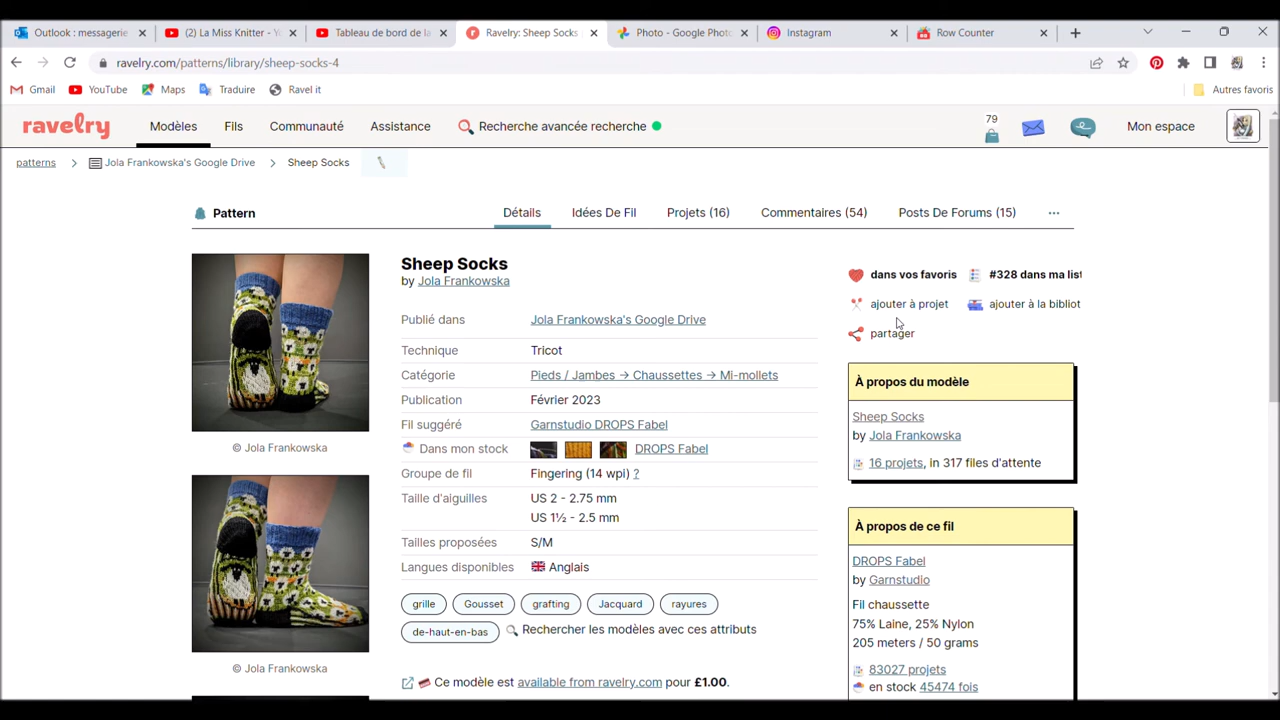 Outlook : messagerie
(2) La Miss Knitter - Y
Tableau de bord de la
Ravelry: Sheep Socks
Photo - Google Photo
Instagram
Row Counter
ravelry.com/patterns/library/sheep-socks-4
Gmail
YouTube
Maps
Traduire
Ravel it
Autres favoris
ravelry
Modèles
Fils
Communauté
Assistance
Recherche avancée recherche
79
Mon espace
patterns
Jola Frankowska's Google Drive
Sheep Socks
Pattern
Détails
Idées De Fil
Projets (16)
Commentaires (54)
Posts De Forums (15)
Sheep Socks
by Jola Frankowska
Publié dans Jola Frankowska's Google Drive
Technique Tricot
Catégorie Pieds / Jambes → Chaussettes → Mi-mollets
Publication Février 2023
Fil suggéré Garnstudio DROPS Fabel
Dans mon stock DROPS Fabel
Groupe de fil Fingering (14 wpi) ?
Taille d'aiguilles US 2 - 2.75 mm
US 1½ - 2.5 mm
Tailles proposées S/M
Langues disponibles Anglais
grille Gousset grafting Jacquard rayures
de-haut-en-bas Rechercher les modèles avec ces attributs
Ce modèle est available from ravelry.com pour £1.00.
© Jola Frankowska
© Jola Frankowska
dans vos favoris #328 dans ma list
ajouter à projet ajouter à la bibliot
partager
À propos du modèle
Sheep Socks
by Jola Frankowska
16 projets, in 317 files d'attente
À propos de ce fil
DROPS Fabel
by Garnstudio
Fil chaussette
75% Laine, 25% Nylon
205 meters / 50 grams
83027 projets
en stock 45474 fois